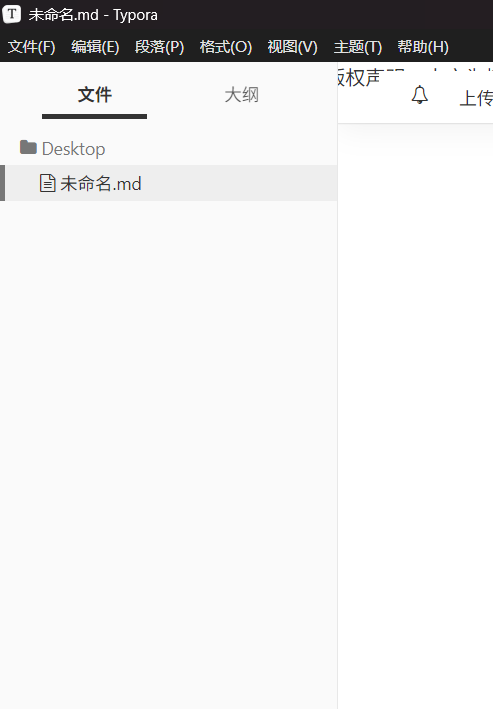 T 未命名.md - Typora
文件(F) 编辑(E) 段落(P) 格式(O) 视图(V) 主题(T) 帮助(H)
文件 大纲
版权声明
上传
Desktop
未命名.md